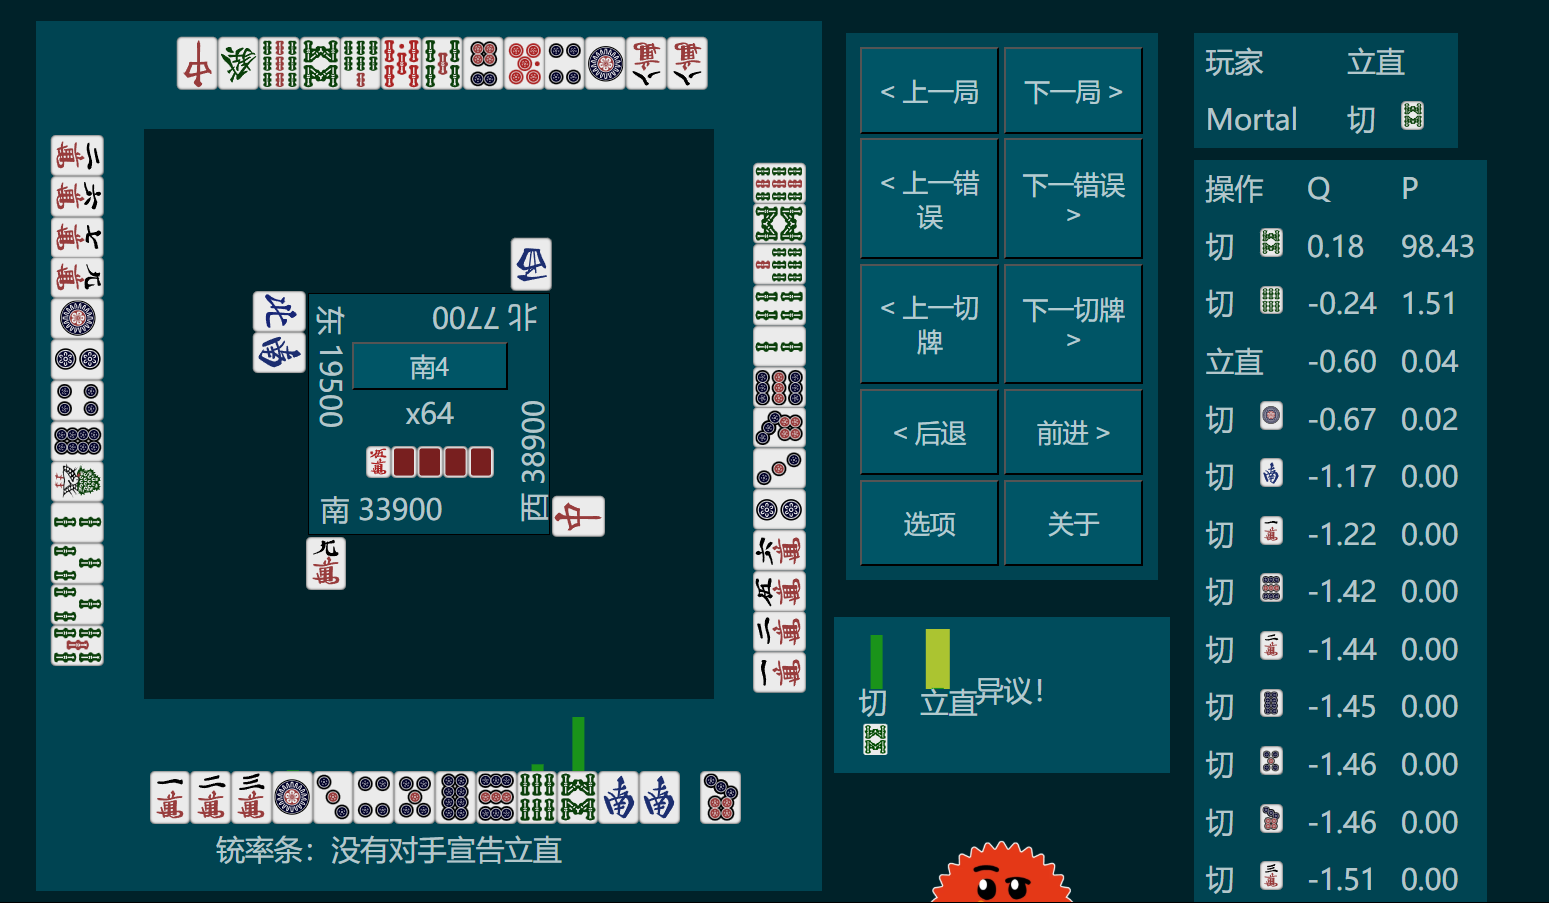 东 19500
北 7700
南4
x64
西 38900
南 33900
铳率条：没有对手宣告立直
< 上一局
下一局 >
< 上一错误
下一错误 >
< 上一切牌
下一切牌 >
< 后退
前进 >
选项
关于
切
立直
异议！
玩家 立直
Mortal 切
操作 Q P
切 0.18 98.43
切 -0.24 1.51
立直 -0.60 0.04
切 -0.67 0.02
切 -1.17 0.00
切 -1.22 0.00
切 -1.42 0.00
切 -1.44 0.00
切 -1.45 0.00
切 -1.46 0.00
切 -1.46 0.00
切 -1.51 0.00